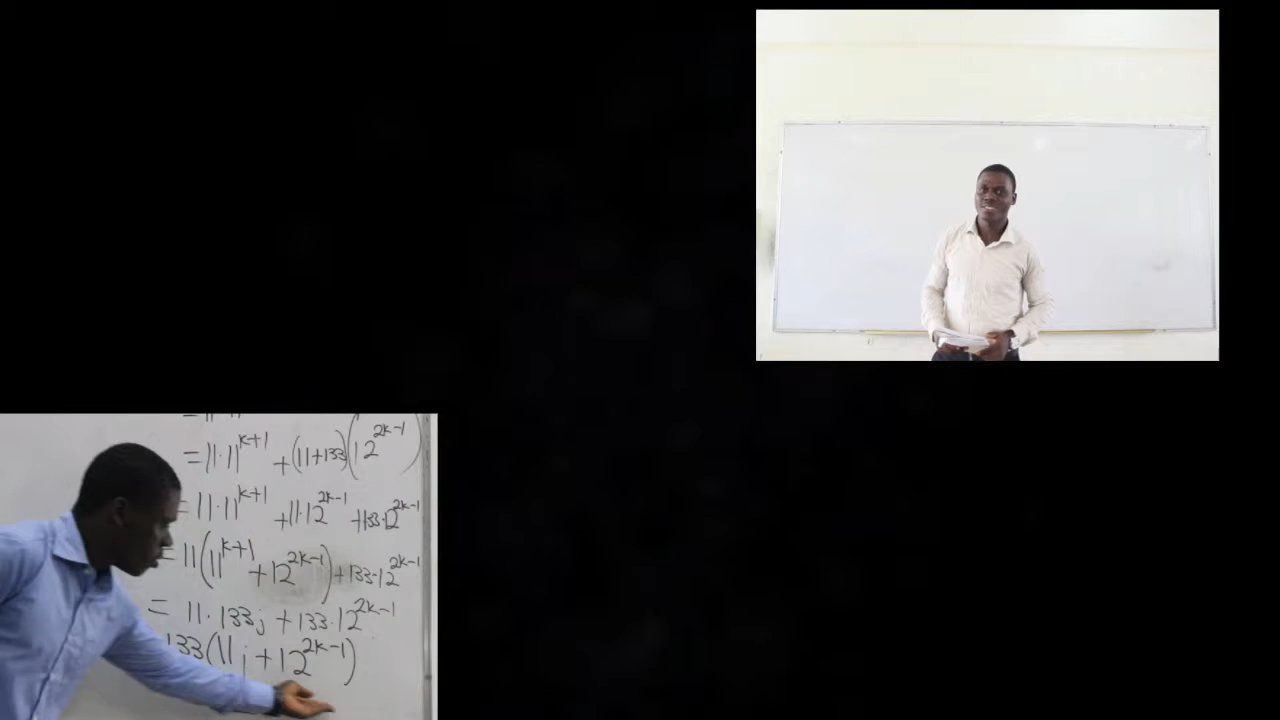 = 11·11^{k+1} + (11+133)(12^{2k-1})
= 11·11^{k+1} + 11·12^{2k-1} + 133·12^{2k-1}
= 11(11^{k+1} + 12^{2k-1}) + 133·12^{2k-1}
= 11·133j + 133·12^{2k-1}
133(11j + 12^{2k-1})